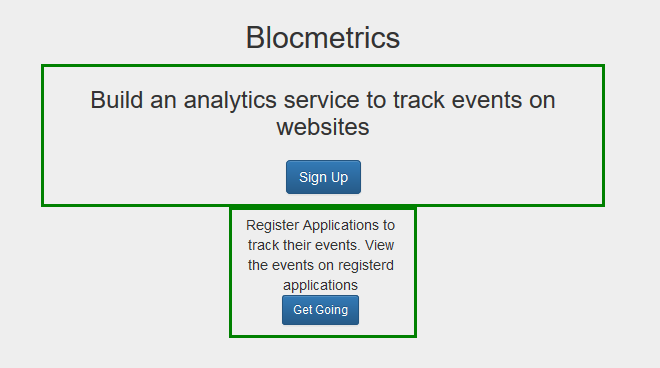 Blocmetrics
Build an analytics service to track events on
websites
Sign Up
Register Applications to
track their events. View
the events on registerd
applications
Get Going